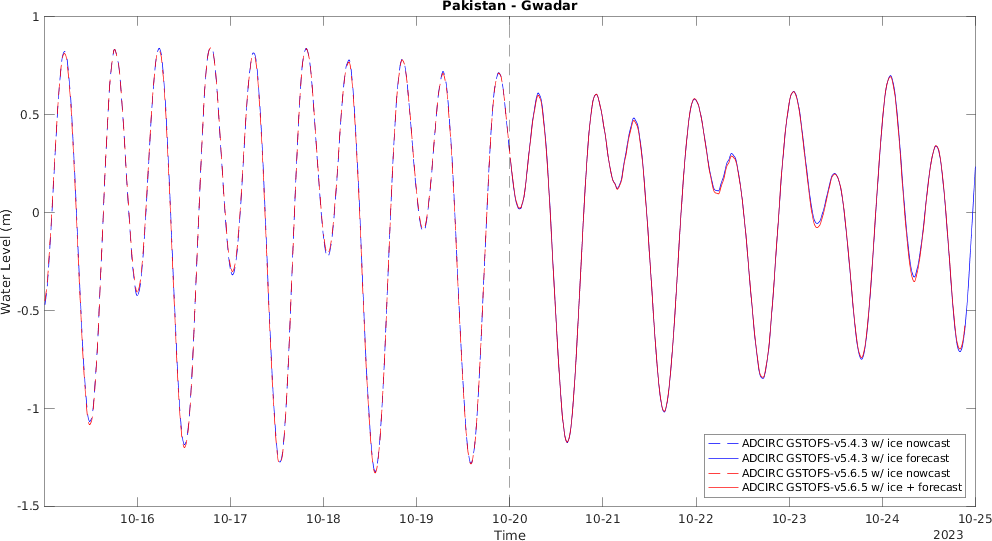 Pakistan - Gwadar
1
0.5
0
-0.5
-1
-1.5
Water Level (m)
10-16 10-17 10-18 10-19 10-20 10-21 10-22 10-23 10-24 10-25
Time
2023
ADCIRC GSTOFS-v5.4.3 w/ ice nowcast
ADCIRC GSTOFS-v5.4.3 w/ ice forecast
ADCIRC GSTOFS-v5.6.5 w/ ice nowcast
ADCIRC GSTOFS-v5.6.5 w/ ice + forecast